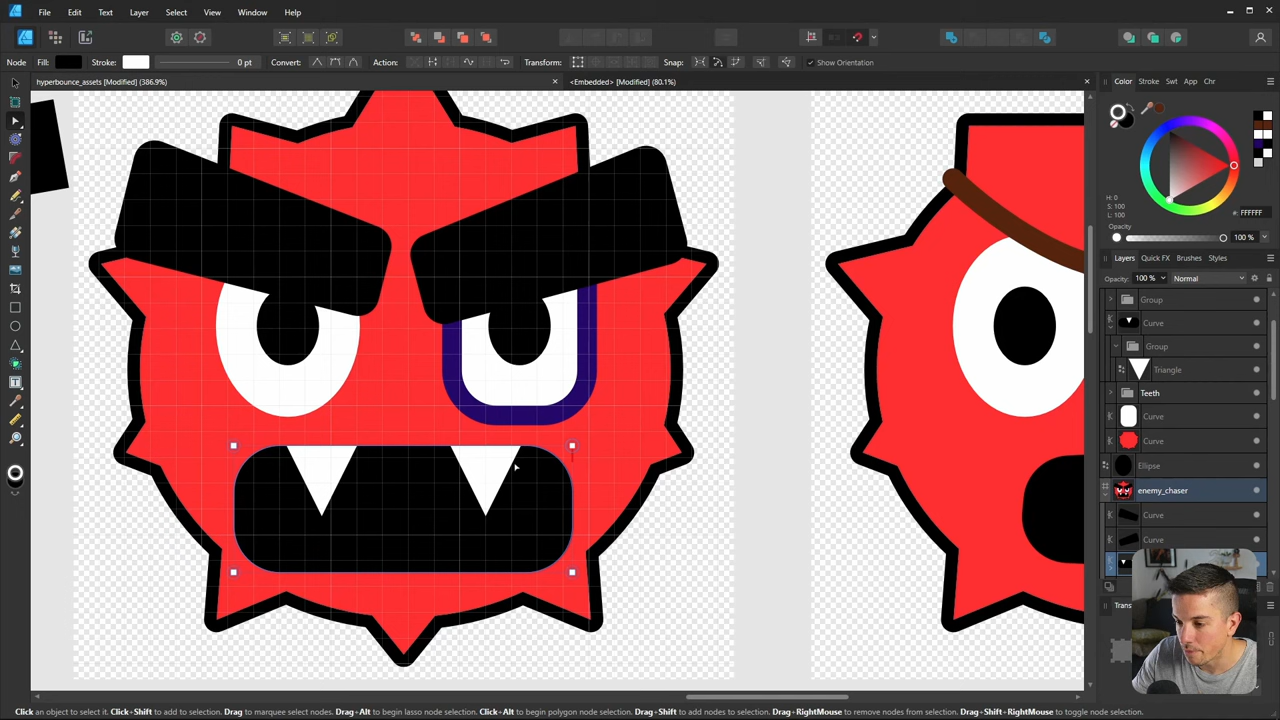 File Edit Text Layer Select View Window Help
Node Fill: Stroke: 0 pt Convert: Action: Transform: Snap: Show Orientation
hyperbounce_assets [Modified] (386.9%) × <Embedded> [Modified] (80.1%) ×
Color Stroke Swt App Chr
H: 0
S: 100
L: 100
#: FFFFFF
Opacity
100 %
Layers Quick FX Brushes Styles
Opacity: 100 % Normal
Group
Curve
Group
Triangle
Teeth
Curve
Curve
Ellipse
enemy_chaser
Curve
Curve
Click an object to select it. Click+Shift to add to selection. Drag to marquee select nodes. Drag+Alt to begin lasso node selection. Click+Alt to begin polygon node selection. Drag+Shift to add nodes to selection. Drag+RightMouse to remove nodes from selection. Drag+Shift+RightMouse to toggle node selection.